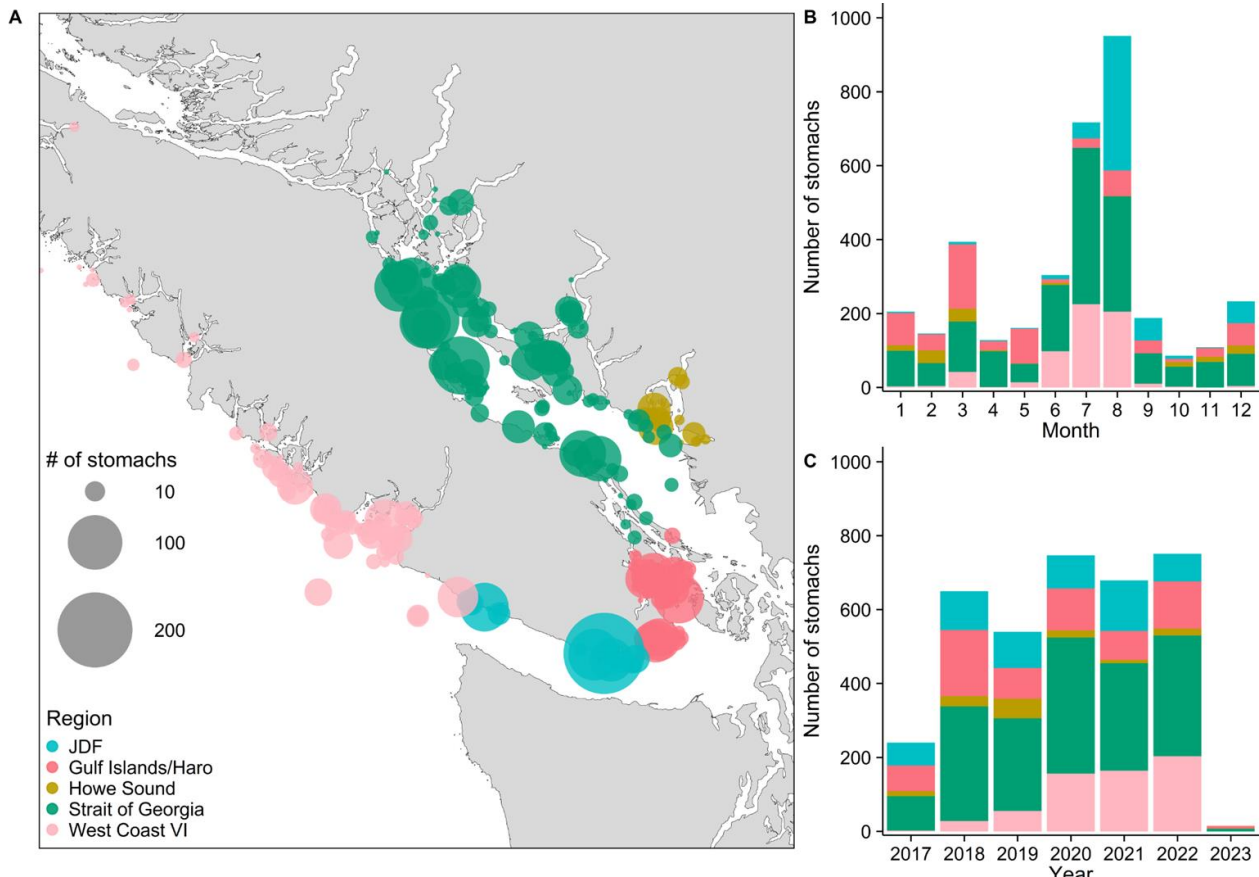 A
# of stomachs
10
100
200
Region
JDF
Gulf Islands/Haro
Howe Sound
Strait of Georgia
West Coast VI
B
Number of stomachs
1000
800
600
400
200
0
1 2 3 4 5 6 7 8 9 10 11 12
Month
C
Number of stomachs
1000
800
600
400
200
0
2017 2018 2019 2020 2021 2022 2023
Year